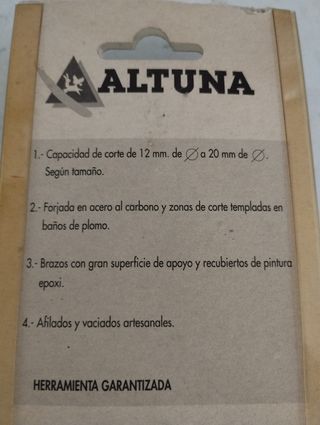 ALTUNA
1.- Capacidad de corte de 12 mm. de ∅ a 20 mm de ∅.
Según tamaño.
2.- Forjada en acero al carbono y zonas de corte templadas en
baños de plomo.
3.- Brazos con gran superficie de apoyo y recubiertos de pintura
epoxi.
4.- Afilados y vaciados artesanales.
HERRAMIENTA GARANTIZADA